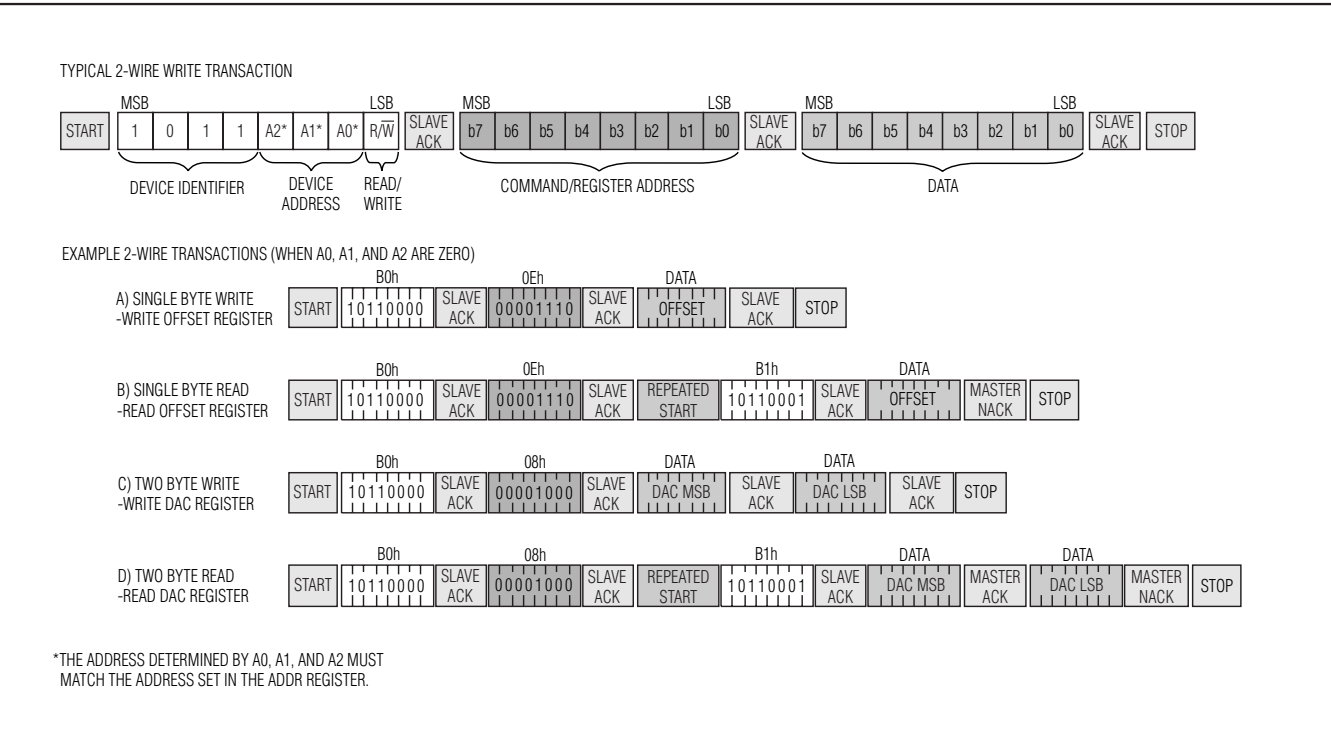 TYPICAL 2-WIRE WRITE TRANSACTION
MSB LSB MSB LSB MSB LSB
START 1 0 1 1 A2* A1* A0* R/W̅ SLAVE ACK b7 b6 b5 b4 b3 b2 b1 b0 SLAVE ACK b7 b6 b5 b4 b3 b2 b1 b0 SLAVE ACK STOP
DEVICE IDENTIFIER DEVICE ADDRESS READ/WRITE COMMAND/REGISTER ADDRESS DATA
EXAMPLE 2-WIRE TRANSACTIONS (WHEN A0, A1, AND A2 ARE ZERO)
B0h 0Eh DATA
A) SINGLE BYTE WRITE
-WRITE OFFSET REGISTER
START 10110000 SLAVE ACK 00001110 SLAVE ACK OFFSET SLAVE ACK STOP
B0h 0Eh B1h DATA
B) SINGLE BYTE READ
-READ OFFSET REGISTER
START 10110000 SLAVE ACK 00001110 SLAVE ACK REPEATED START 10110001 SLAVE ACK OFFSET MASTER NACK STOP
B0h 08h DATA DATA
C) TWO BYTE WRITE
-WRITE DAC REGISTER
START 10110000 SLAVE ACK 00001000 SLAVE ACK DAC MSB SLAVE ACK DAC LSB SLAVE ACK STOP
B0h 08h B1h DATA DATA
D) TWO BYTE READ
-READ DAC REGISTER
START 10110000 SLAVE ACK 00001000 SLAVE ACK REPEATED START 10110001 SLAVE ACK DAC MSB MASTER ACK DAC LSB MASTER NACK STOP
*THE ADDRESS DETERMINED BY A0, A1, AND A2 MUST
MATCH THE ADDRESS SET IN THE ADDR REGISTER.